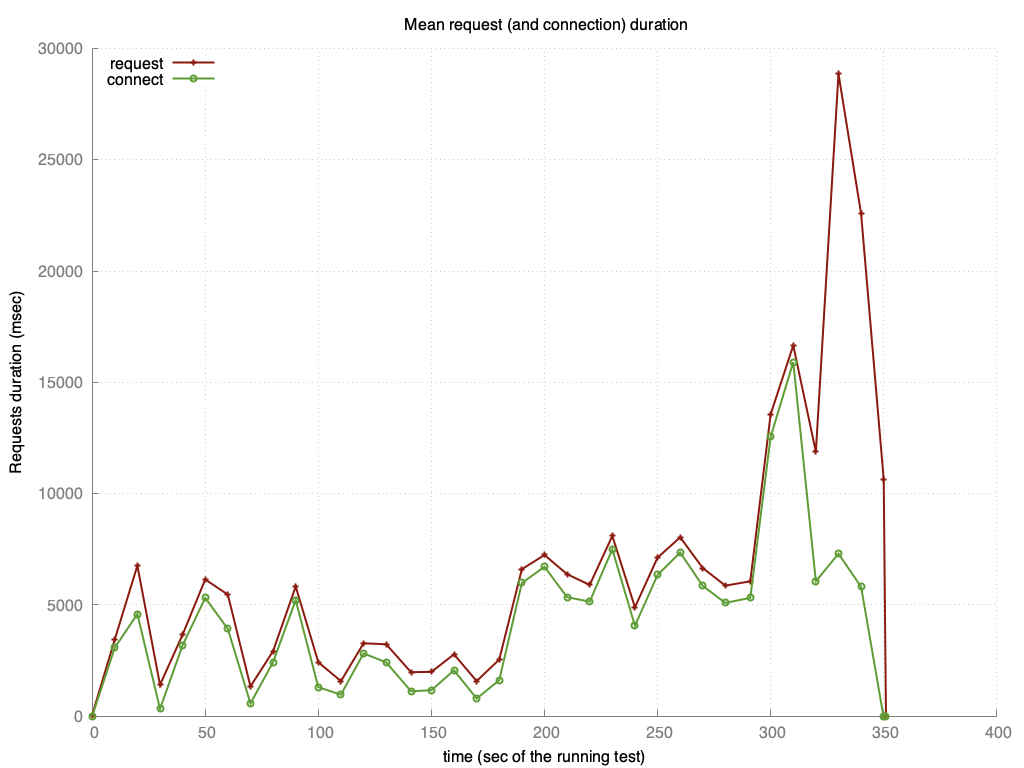 Mean request (and connection) duration
30000
25000
20000
15000
10000
5000
0
request
connect
Requests duration (msec)
0 50 100 150 200 250 300 350 400
time (sec of the running test)